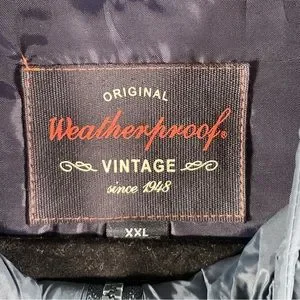 ORIGINAL
Weatherproof®
VINTAGE
since 1948
XXL